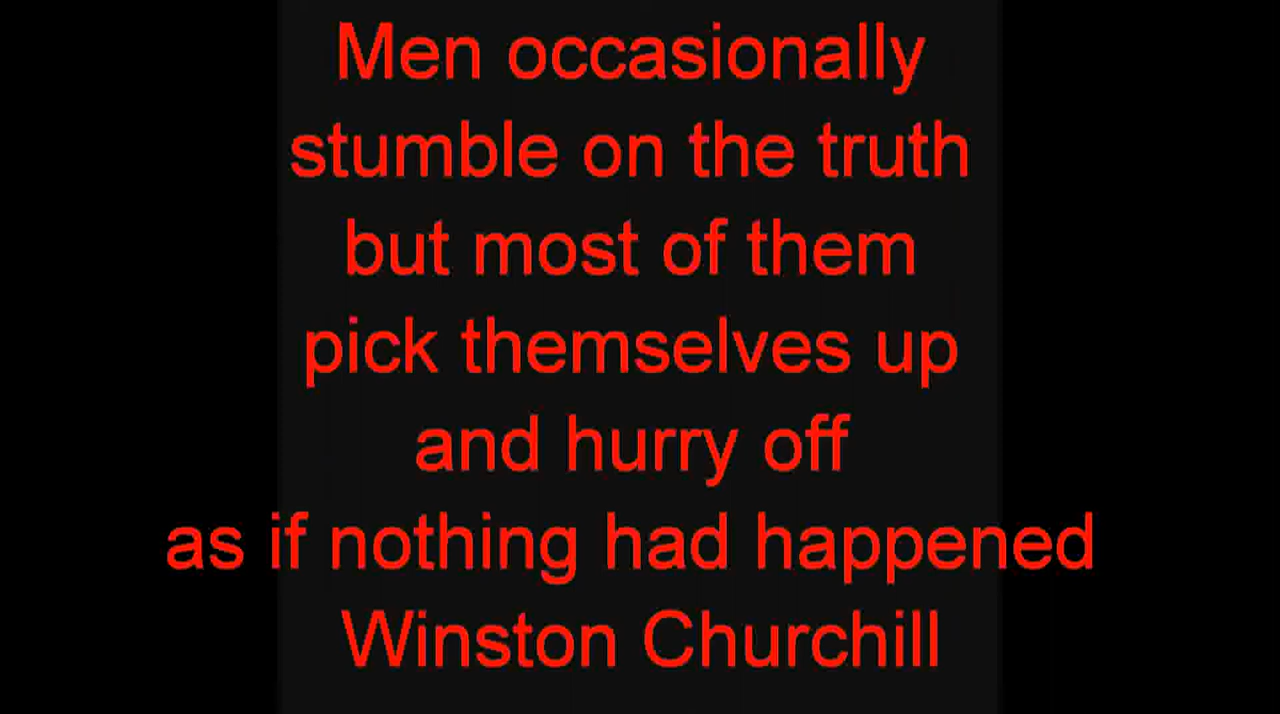 Men occasionally
stumble on the truth
but most of them
pick themselves up
and hurry off
as if nothing had happened
Winston Churchill